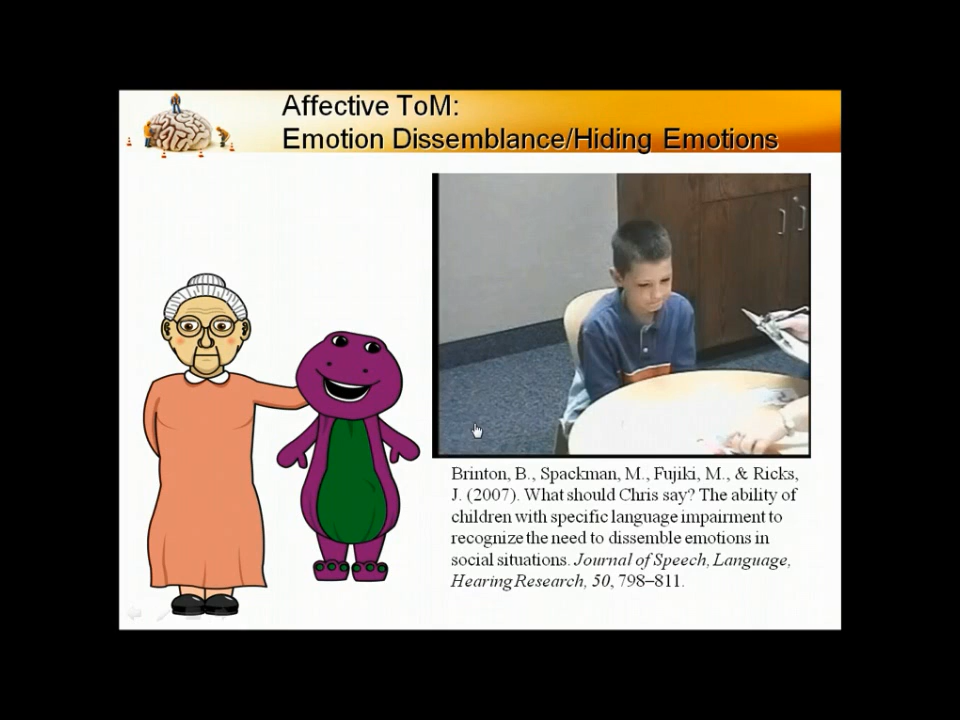 Affective ToM:
Emotion Dissemblance/Hiding Emotions
Brinton, B., Spackman, M., Fujiki, M., & Ricks,
J. (2007). What should Chris say? The ability of
children with specific language impairment to
recognize the need to dissemble emotions in
social situations. Journal of Speech, Language,
Hearing Research, 50, 798–811.